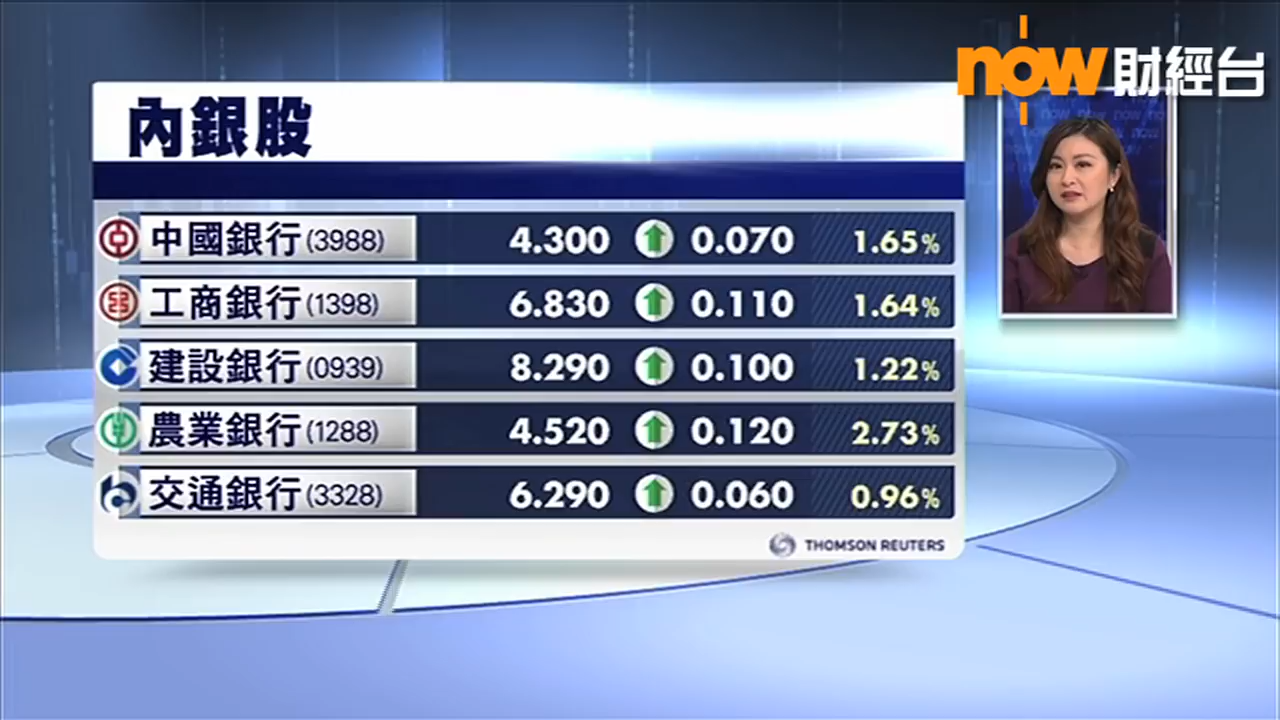 now 財經台
內銀股
中國銀行(3988) 4.300 0.070 1.65%
工商銀行(1398) 6.830 0.110 1.64%
建設銀行(0939) 8.290 0.100 1.22%
農業銀行(1288) 4.520 0.120 2.73%
交通銀行(3328) 6.290 0.060 0.96%
THOMSON REUTERS